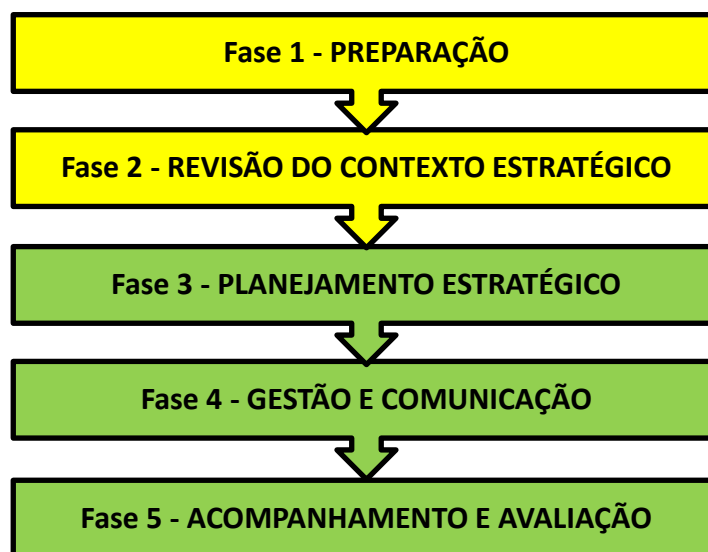 Fase 1 - PREPARAÇÃO
Fase 2 - REVISÃO DO CONTEXTO ESTRATÉGICO
Fase 3 - PLANEJAMENTO ESTRATÉGICO
Fase 4 - GESTÃO E COMUNICAÇÃO
Fase 5 - ACOMPANHAMENTO E AVALIAÇÃO